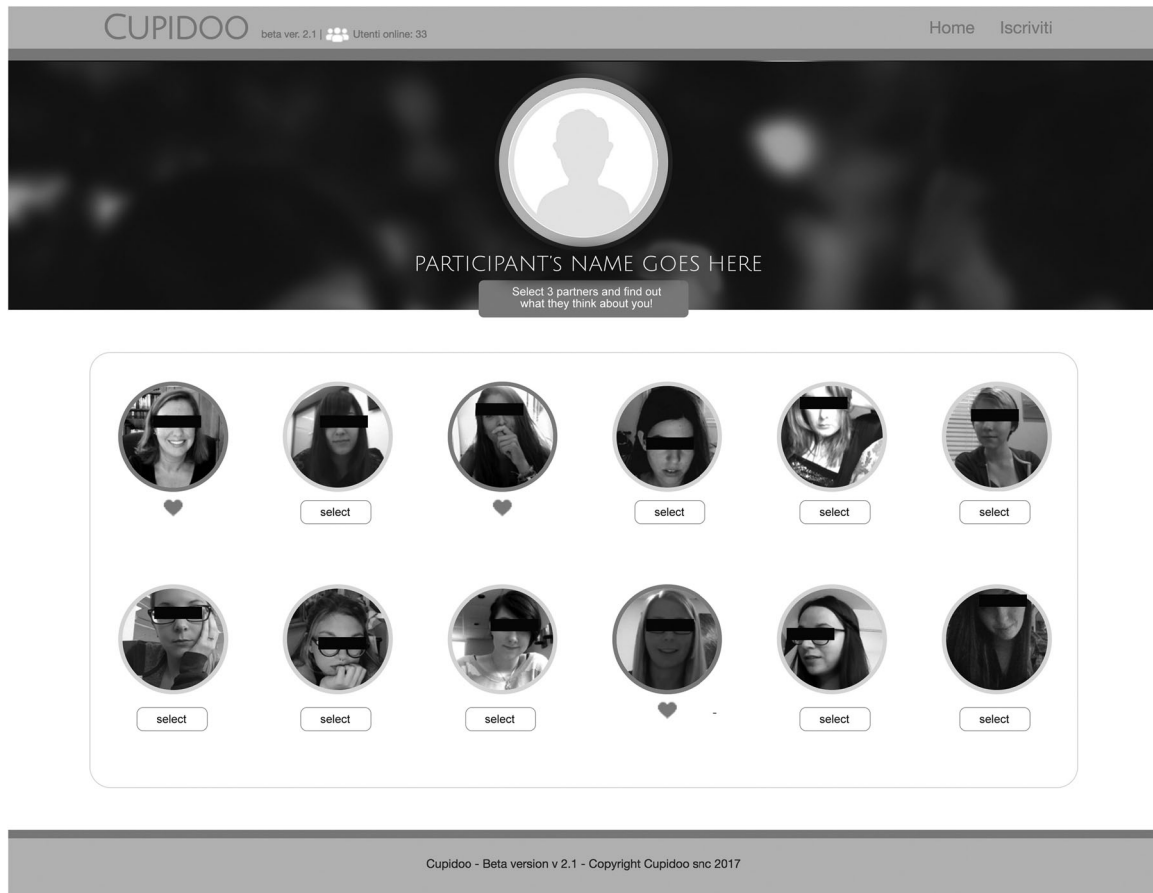 CUPIDOO beta ver. 2.1 | Utenti online: 33 Home Iscriviti
PARTICIPANT'S NAME GOES HERE
Select 3 partners and find out
what they think about you!
select select select select
select select select select select
Cupidoo - Beta version v 2.1 - Copyright Cupidoo snc 2017